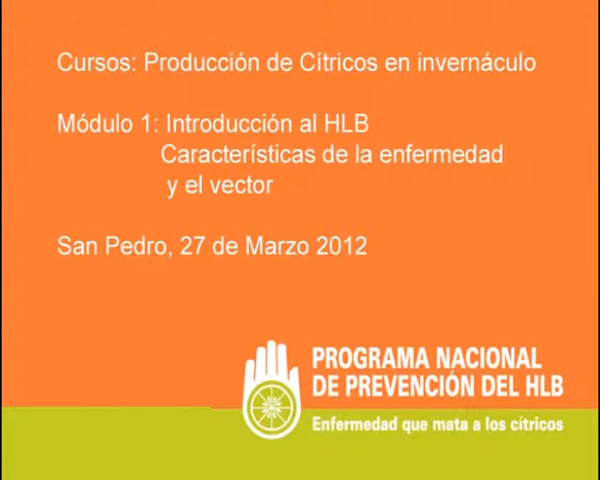 Cursos: Producción de Cítricos en invernáculo
Módulo 1: Introducción al HLB
Características de la enfermedad
y el vector
San Pedro, 27 de Marzo 2012
PROGRAMA NACIONAL
DE PREVENCIÓN DEL HLB
Enfermedad que mata a los cítricos